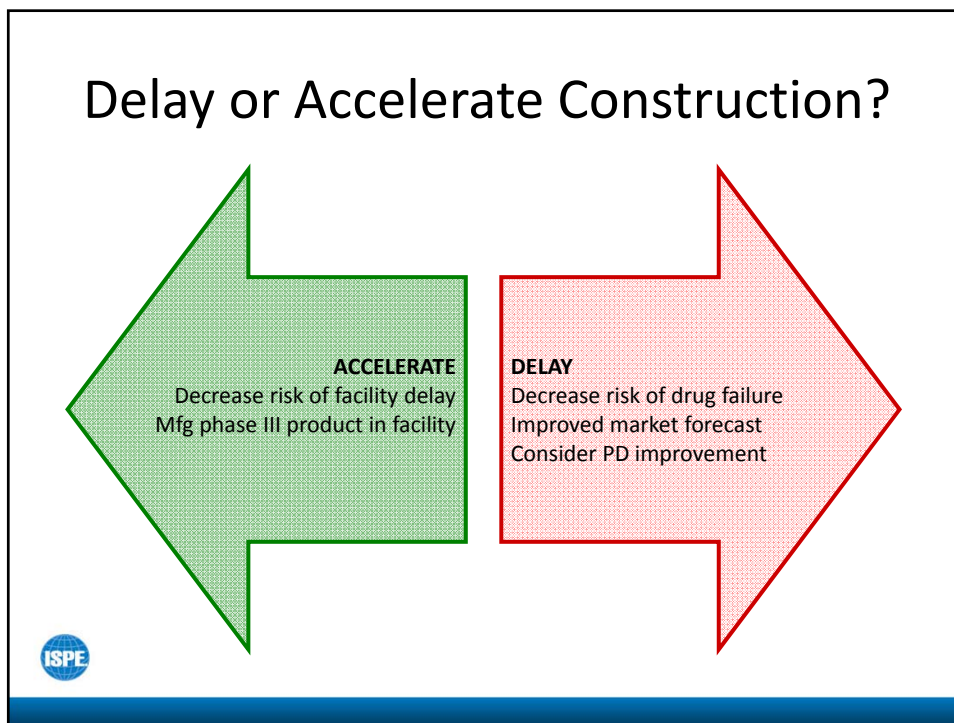 Delay or Accelerate Construction?
ACCELERATE
Decrease risk of facility delay
Mfg phase III product in facility
DELAY
Decrease risk of drug failure
Improved market forecast
Consider PD improvement
ISPE